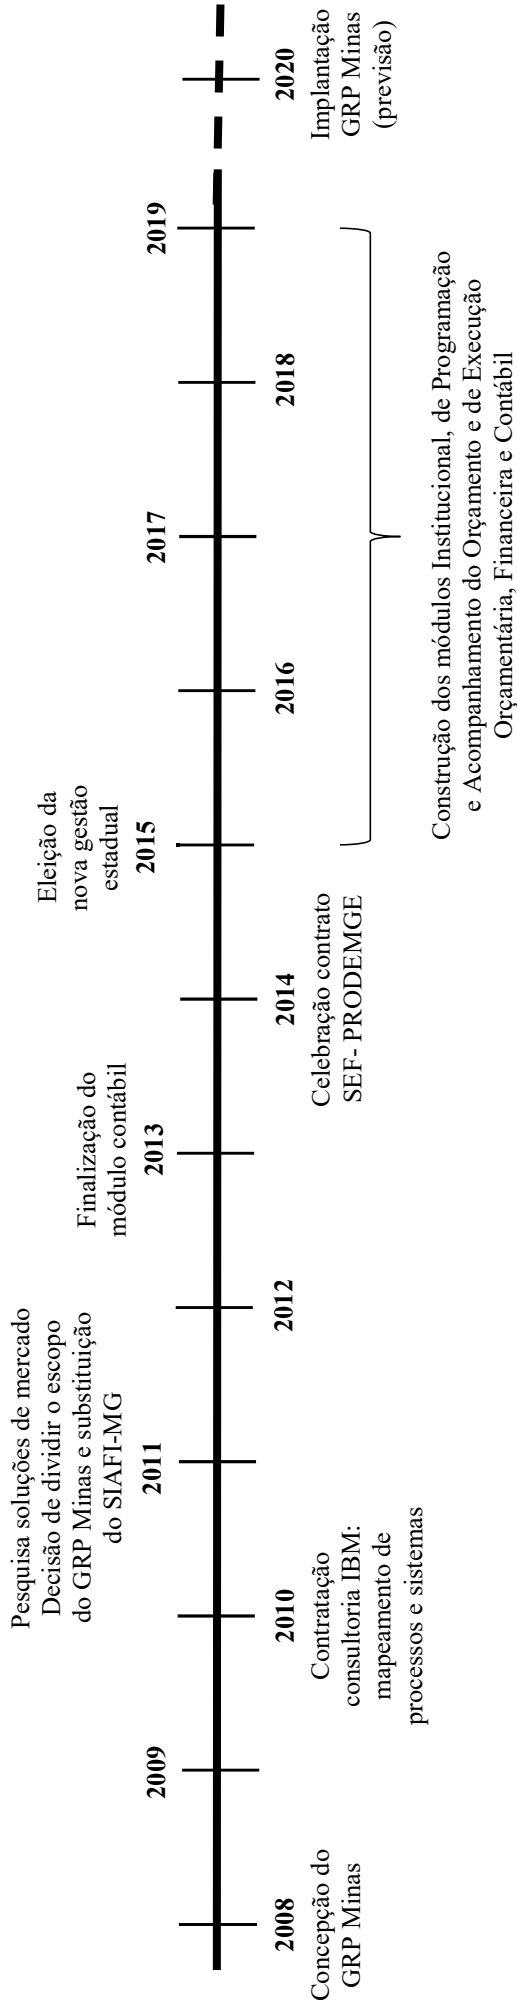 Pesquisa soluções de mercado
Decisão de dividir o escopo
do GRP Minas e substituição
do SIAFI-MG
2011
Finalização do
módulo contábil
2013
Eleição da
nova gestão
estadual
2015
2009
2017
2019
2008
Concepção do
GRP Minas
2010
Contratação
consultoria IBM:
mapeamento de
processos e sistemas
2012
2014
Celebração contrato
SEF- PRODEMGE
2016
2018
2020
Implantação
GRP Minas
(previsão)
Construção dos módulos Institucional, de Programação
e Acompanhamento do Orçamento e de Execução
Orçamentária, Financeira e Contábil